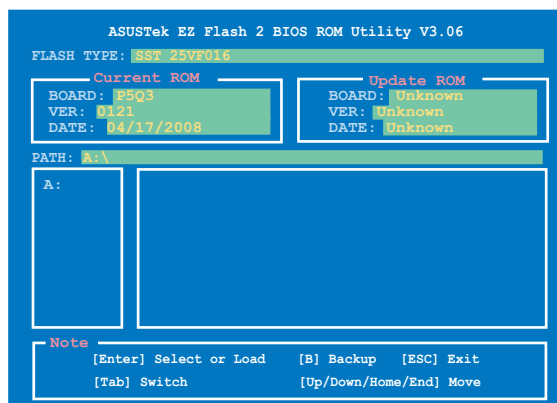 ASUSTek EZ Flash 2 BIOS ROM Utility V3.06
FLASH TYPE: SST 25VF016
Current ROM
BOARD: P5Q3
VER: 0121
DATE: 04/17/2008
Update ROM
BOARD: Unknown
VER: Unknown
DATE: Unknown
PATH: A:\
A:
Note
[Enter] Select or Load [B] Backup [ESC] Exit
[Tab] Switch [Up/Down/Home/End] Move